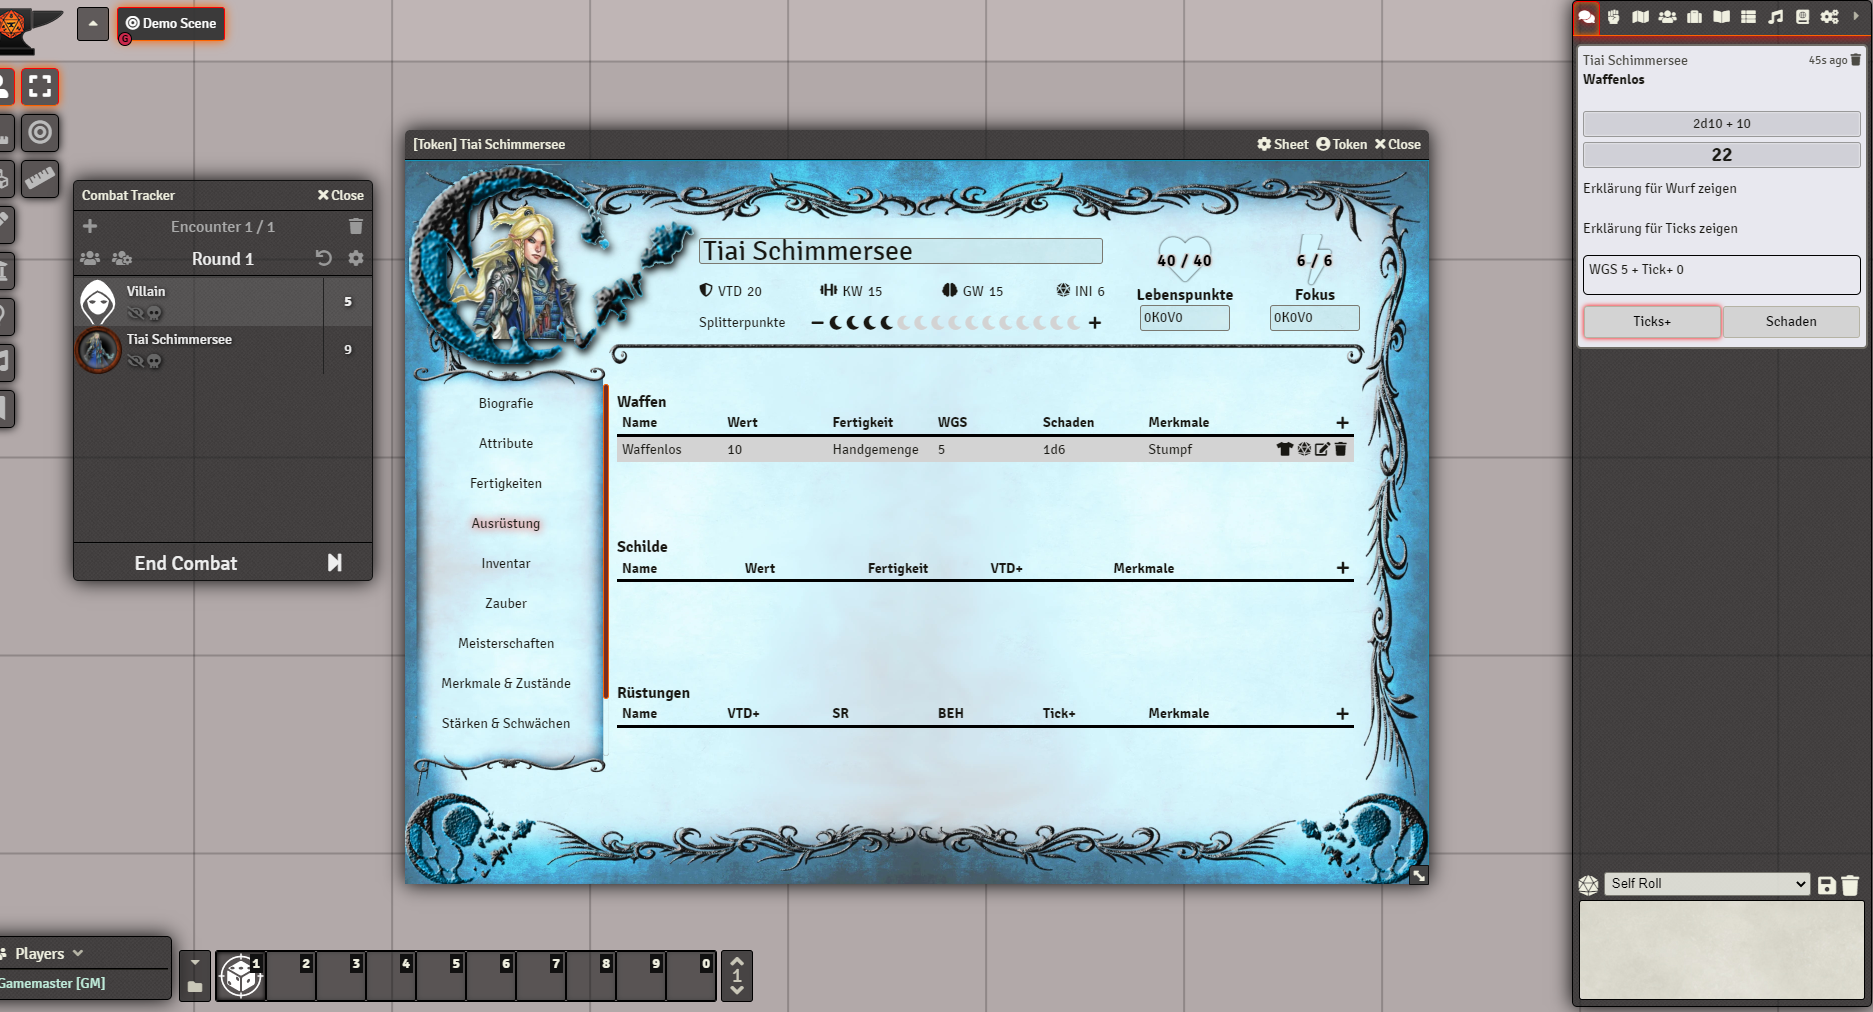 Demo Scene
G
Combat Tracker
Close
Encounter 1 / 1
Round 1
Villain
5
Tiai Schimmersee
9
End Combat
Players
Gamemaster [GM]
1 2 3 4 5 6 7 8 9 0
1
[Token] Tiai Schimmersee
Sheet Token Close
Tiai Schimmersee
40 / 40
6 / 6
VTD 20 KW 15 GW 15 INI 6
Lebenspunkte
Fokus
Splitterpunkte
0K0V0
0K0V0
Biografie
Attribute
Fertigkeiten
Ausrüstung
Inventar
Zauber
Meisterschaften
Merkmale & Zustände
Stärken & Schwächen
Waffen
Name Wert Fertigkeit WGS Schaden Merkmale
Waffenlos 10 Handgemenge 5 1d6 Stumpf
Schilde
Name Wert Fertigkeit VTD+ Merkmale
Rüstungen
Name VTD+ SR BEH Tick+ Merkmale
Tiai Schimmersee
45s ago
Waffenlos
2d10 + 10
22
Erklärung für Wurf zeigen
Erklärung für Ticks zeigen
WGS 5 + Tick+ 0
Ticks+
Schaden
Self Roll